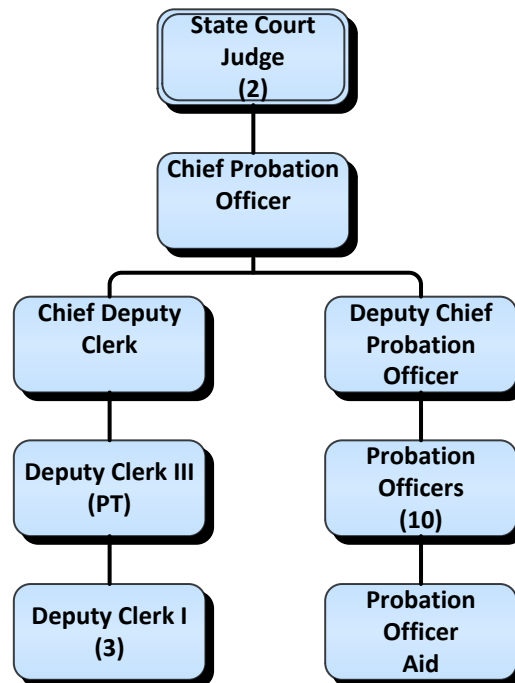 State Court
Judge
(2)
Chief Probation
Officer
Chief Deputy
Clerk
Deputy Chief
Probation
Officer
Deputy Clerk III
(PT)
Probation
Officers
(10)
Deputy Clerk I
(3)
Probation
Officer
Aid